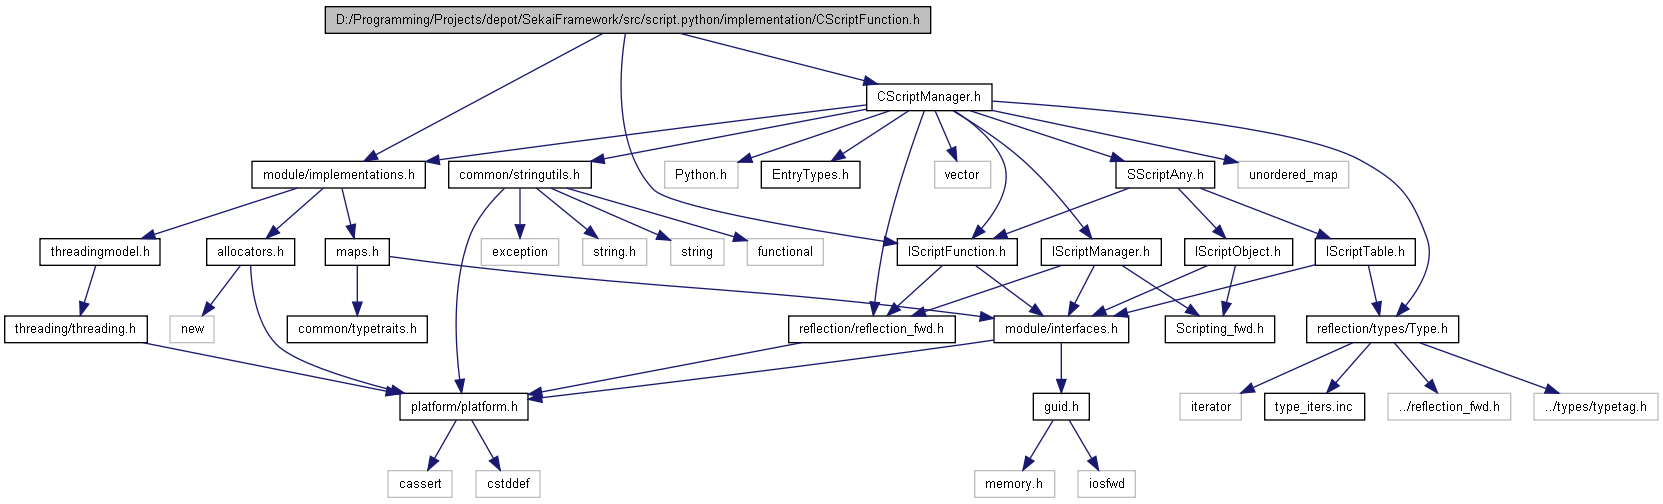 D:/Programming/Projects/depot/SekaiFramework/src/script.python/implementation/CScriptFunction.h
CScriptManager.h
module/implementations.h
common/stringutils.h
Python.h
EntryTypes.h
vector
SScriptAny.h
unordered_map
threadingmodel.h
allocators.h
maps.h
exception
string.h
string
functional
IScriptFunction.h
IScriptManager.h
IScriptObject.h
IScriptTable.h
threading/threading.h
new
common/typetraits.h
reflection/reflection_fwd.h
module/interfaces.h
Scripting_fwd.h
reflection/types/Type.h
platform/platform.h
guid.h
iterator
type_iters.inc
../reflection_fwd.h
../types/typetag.h
cassert
cstddef
memory.h
iosfwd